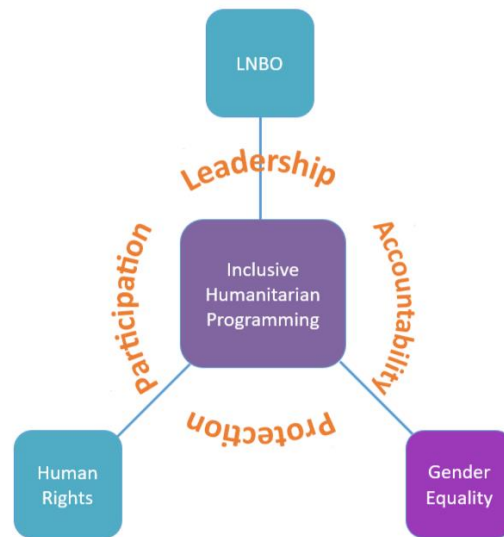 LNBO
Leadership
Participation
Accountability
Inclusive
Humanitarian
Programming
Protection
Human
Rights
Gender
Equality